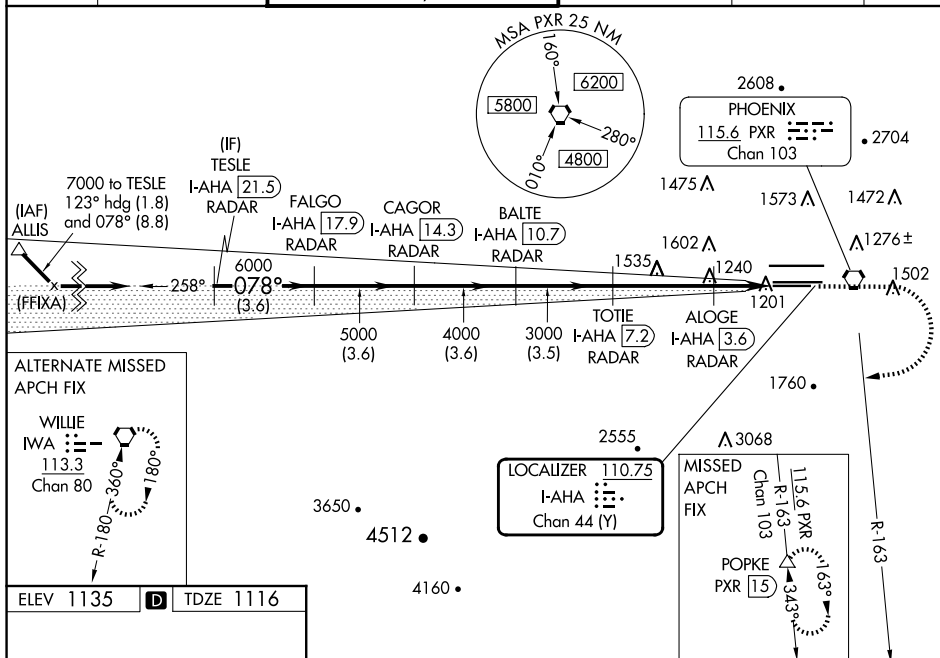 MSA PXR 25 NM
160°
6200
5800
280°
010°
4800
2608
PHOENIX
115.6 PXR
Chan 103
2704
(IF)
TESLE
I-AHA 21.5
RADAR
7000 to TESLE
123° hdg (1.8)
and 078° (8.8)
(IAF)
ALLIS
FALGO
I-AHA 17.9
RADAR
CAGOR
I-AHA 14.3
RADAR
BALTE
I-AHA 10.7
RADAR
1475
1573
1472
1602
1276±
1535
1240
1502
1201
(FFIXA)
258°
6000
078°
(3.6)
5000
(3.6)
4000
(3.6)
3000
(3.5)
TOTIE
I-AHA 7.2
RADAR
ALOGE
I-AHA 3.6
RADAR
1760
ALTERNATE MISSED
APCH FIX
WILLIE
IWA
113.3
Chan 80
360°
180°
R-180
2555
3068
LOCALIZER 110.75
I-AHA
Chan 44 (Y)
3650
4512
4160
MISSED
APCH
FIX
115.6 PXR
Chan 103
R-163
POPKE
PXR 15
163°
343°
R-163
ELEV 1135 D TDZE 1116